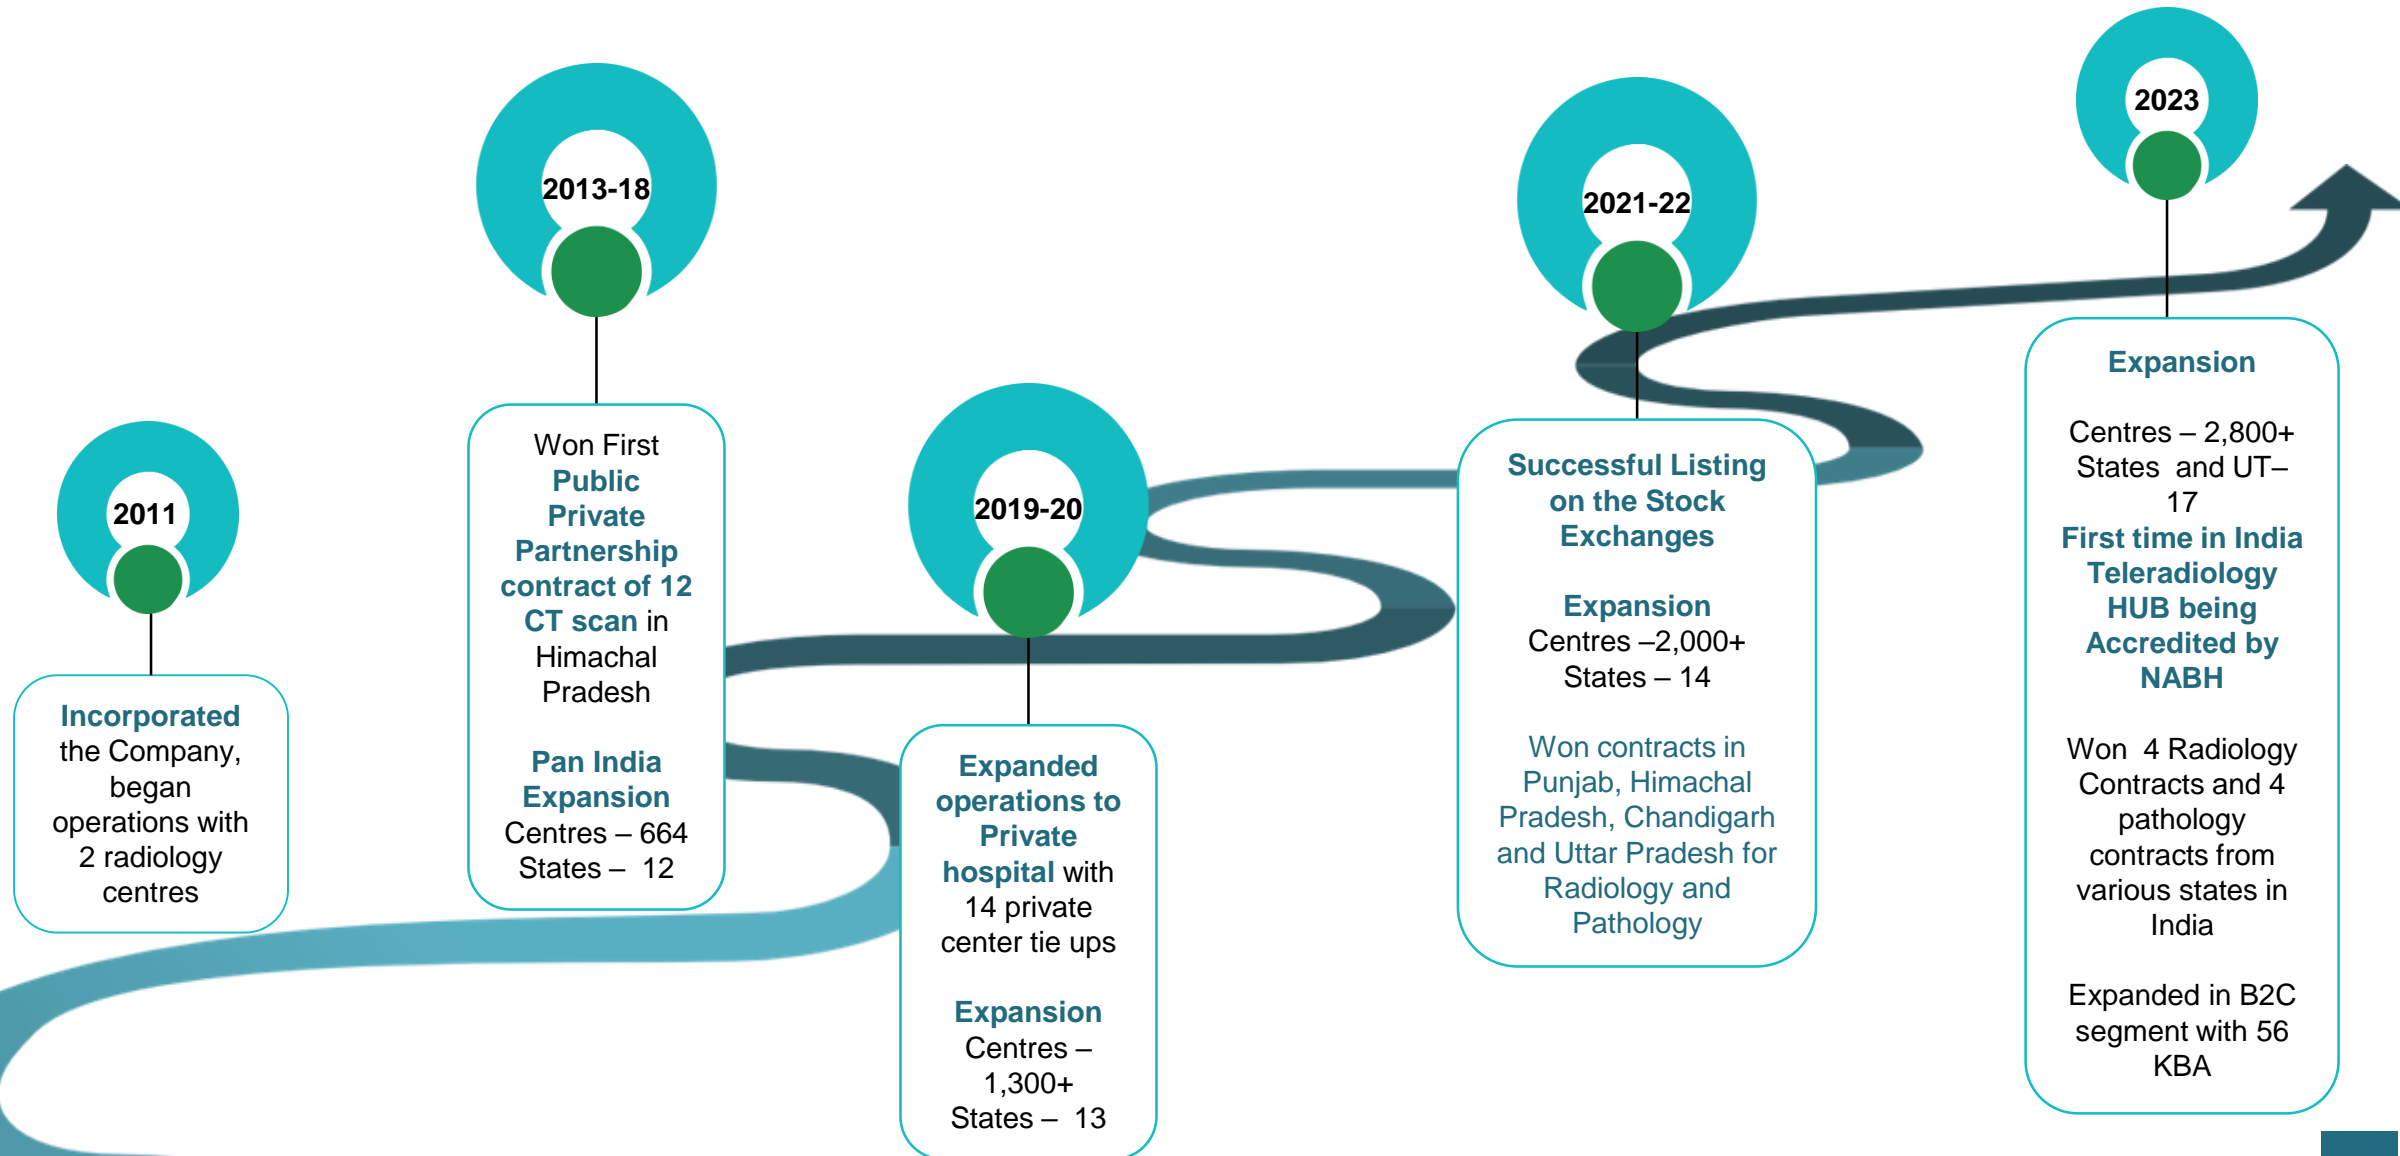 2011
Incorporated
the Company,
began
operations with
2 radiology
centres
2013-18
Won First
Public
Private
Partnership
contract of 12
CT scan in
Himachal
Pradesh
Pan India
Expansion
Centres – 664
States – 12
2019-20
Expanded
operations to
Private
hospital with
14 private
center tie ups
Expansion
Centres –
1,300+
States – 13
2021-22
Successful Listing
on the Stock
Exchanges
Expansion
Centres –2,000+
States – 14
Won contracts in
Punjab, Himachal
Pradesh, Chandigarh
and Uttar Pradesh for
Radiology and
Pathology
2023
Expansion
Centres – 2,800+
States and UT–
17
First time in India
Teleradiology
HUB being
Accredited by
NABH
Won 4 Radiology
Contracts and 4
pathology
contracts from
various states in
India
Expanded in B2C
segment with 56
KBA